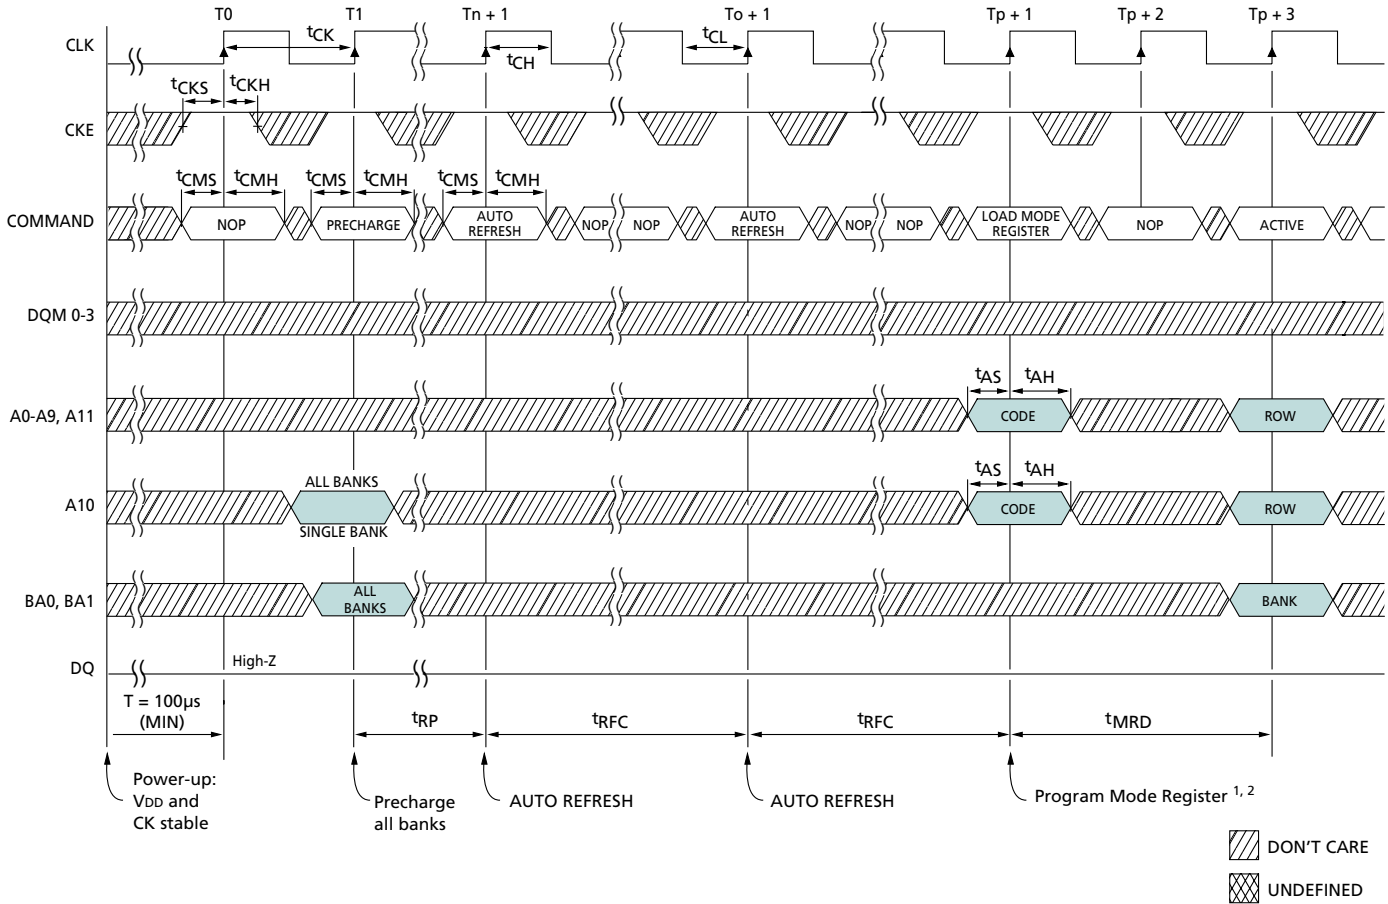 T0 T1 Tn + 1 To + 1 Tp + 1 Tp + 2 Tp + 3
CLK
tCK
tCH
tCL
tCKS tCKH
CKE
tCMS tCMH tCMS tCMH tCMS tCMH
COMMAND
NOP
PRECHARGE
AUTO
REFRESH
NOP
NOP
AUTO
REFRESH
NOP
NOP
LOAD MODE
REGISTER
NOP
ACTIVE
DQM 0-3
tAS tAH
A0-A9, A11
CODE
ROW
ALL BANKS
tAS tAH
A10
CODE
ROW
SINGLE BANK
BA0, BA1
ALL
BANKS
BANK
DQ
High-Z
T = 100µs
(MIN)
tRP
tRFC
tRFC
tMRD
Power-up:
VDD and
CK stable
Precharge
all banks
AUTO REFRESH
AUTO REFRESH
Program Mode Register 1, 2
DON'T CARE
UNDEFINED